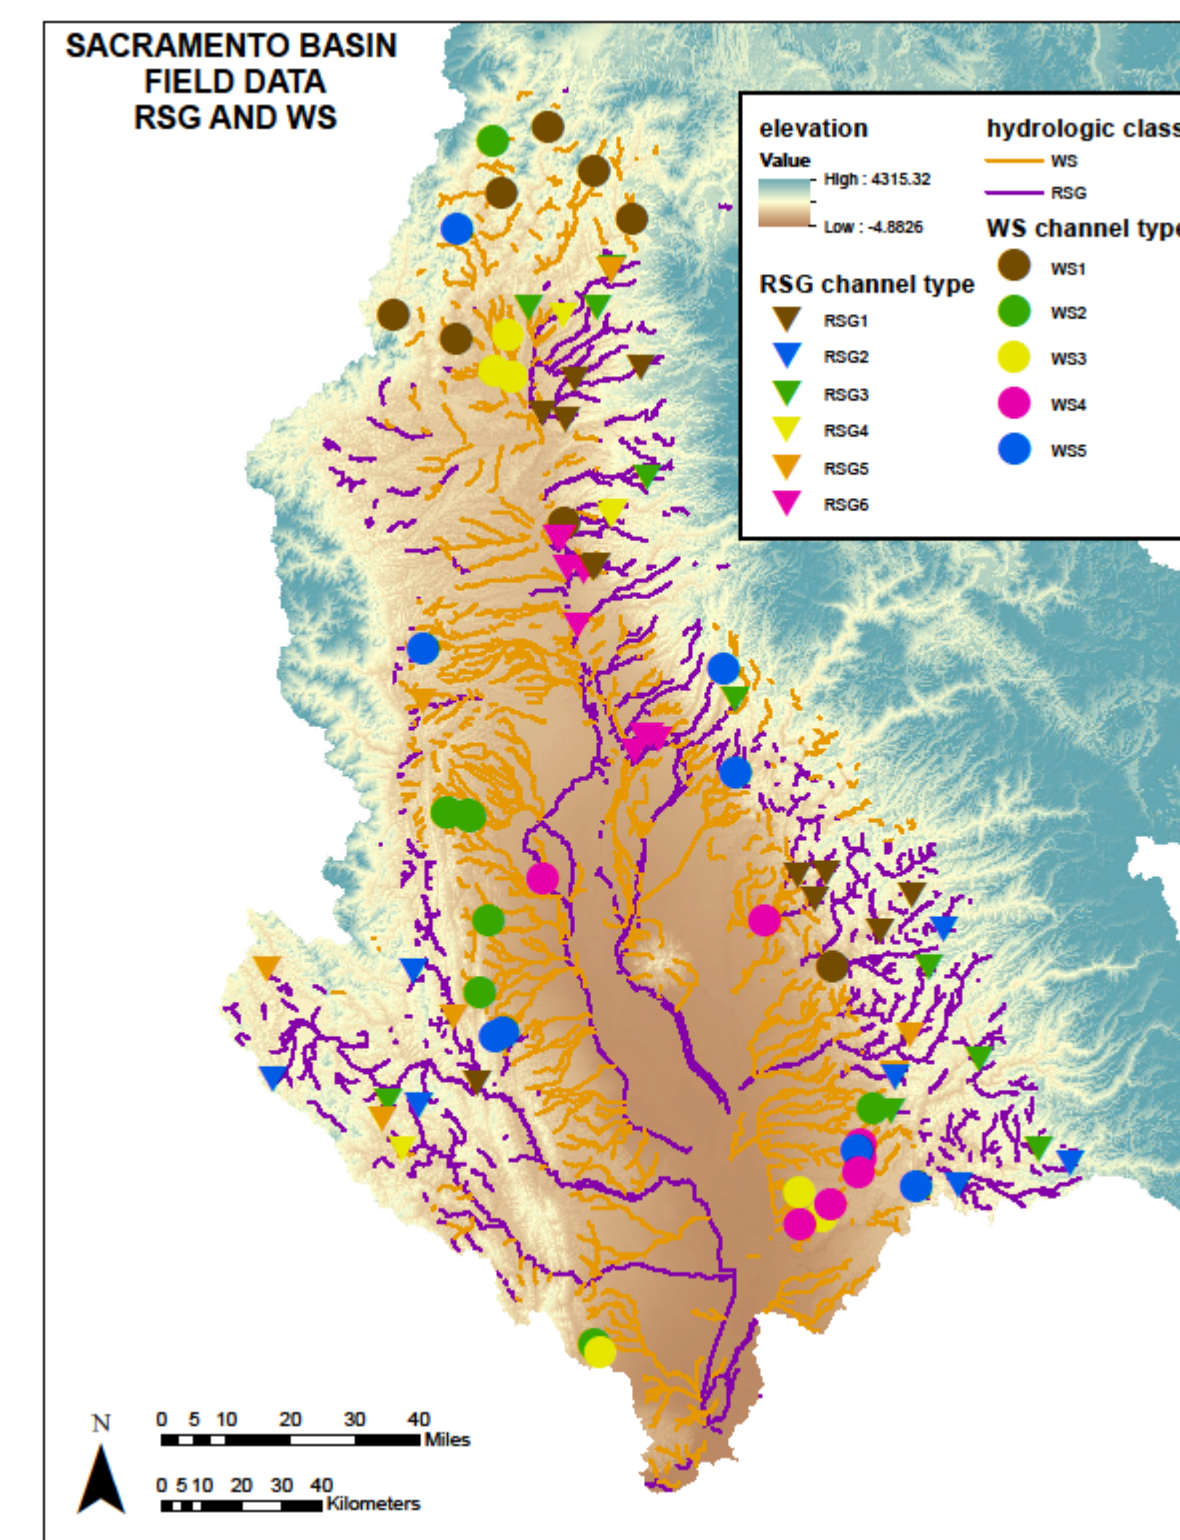 SACRAMENTO BASIN
FIELD DATA
RSG AND WS
elevation
Value
High : 4315.32
Low : -4.8826
RSG channel type
RSG1
RSG2
RSG3
RSG4
RSG5
RSG6
hydrologic class
WS
RSG
WS channel type
WS1
WS2
WS3
WS4
WS5
N
0 5 10 20 30 40
Miles
0 5 10 20 30 40
Kilometers